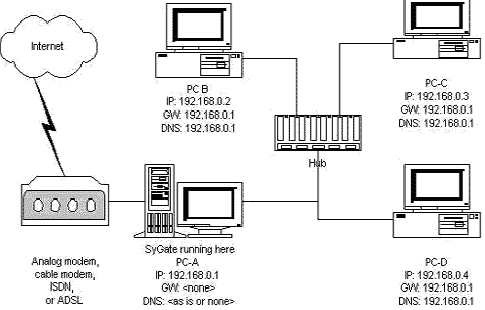 Internet
PC B
IP: 192.168.0.2
GW: 192.168.0.1
DNS: 192.168.0.1
PC-C
IP: 192.168.0.3
GW: 192.168.0.1
DNS: 192.168.0.1
Hub
Analog modem,
cable modem,
ISDN,
or ADSL
SyGate running here
PC-A
IP: 192.168.0.1
GW: <none>
DNS: <as is or none>
PC-D
IP: 192.168.0.4
GW: 192.168.0.1
DNS: 192.168.0.1